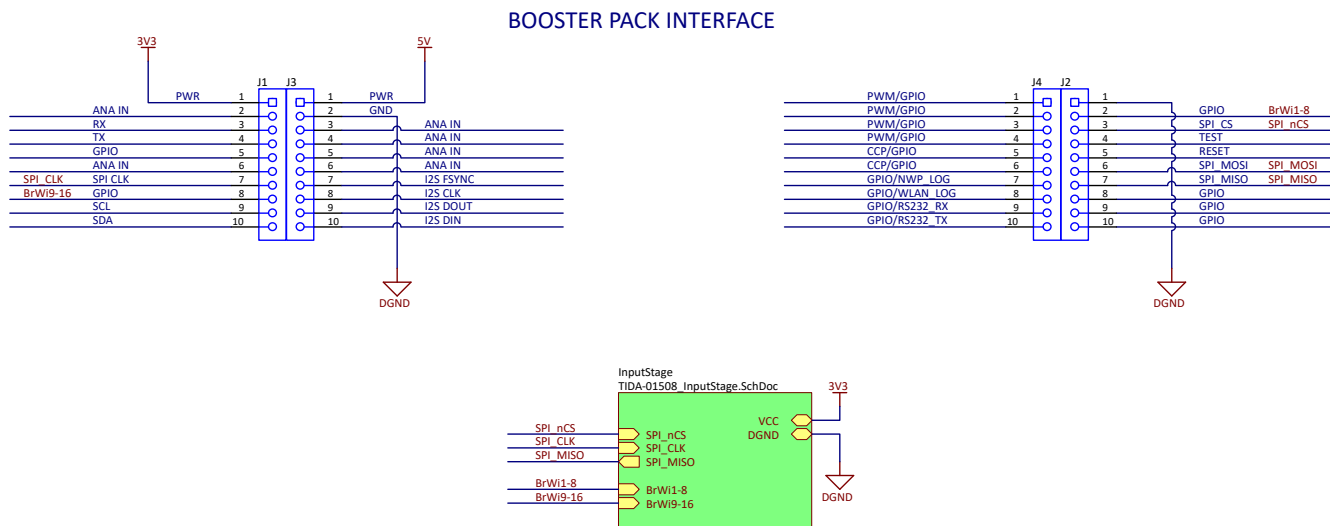 BOOSTER PACK INTERFACE
3V3 5V
J1 J3
PWR 1 1 PWR
ANA IN 2 2 GND
RX 3 3 ANA IN
TX 4 4 ANA IN
GPIO 5 5 ANA IN
ANA IN 6 6 ANA IN
SPI_CLK SPI CLK 7 7 I2S FSYNC
BrWi9-16 GPIO 8 8 I2S CLK
SCL 9 9 I2S DOUT
SDA 10 10 I2S DIN
DGND
J4 J2
PWM/GPIO 1 1
PWM/GPIO 2 2 GPIO BrWi1-8
PWM/GPIO 3 3 SPI_CS SPI_nCS
PWM/GPIO 4 4 TEST
CCP/GPIO 5 5 RESET
CCP/GPIO 6 6 SPI_MOSI SPI_MOSI
GPIO/NWP_LOG 7 7 SPI_MISO SPI_MISO
GPIO/WLAN_LOG 8 8 GPIO
GPIO/RS232_RX 9 9 GPIO
GPIO/RS232_TX 10 10 GPIO
DGND
InputStage
TIDA-01508_InputStage.SchDoc 3V3
VCC
SPI_nCS SPI_nCS DGND
SPI_CLK SPI_CLK
SPI_MISO SPI_MISO
BrWi1-8 BrWi1-8
BrWi9-16 BrWi9-16
DGND